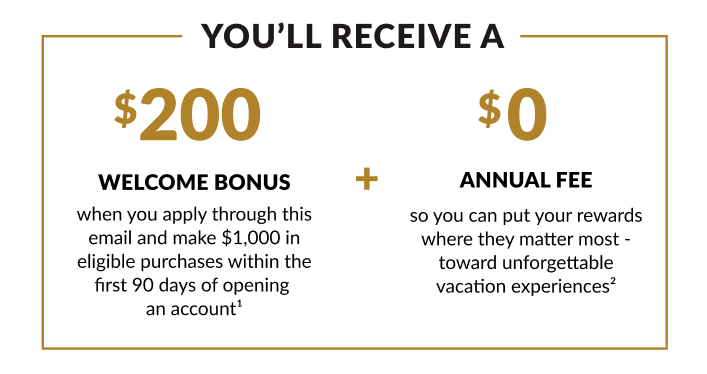 YOU’LL RECEIVE A
$200
WELCOME BONUS
when you apply through this
email and make $1,000 in
eligible purchases within the
first 90 days of opening
an account¹
+
$0
ANNUAL FEE
so you can put your rewards
where they matter most -
toward unforgettable
vacation experiences²